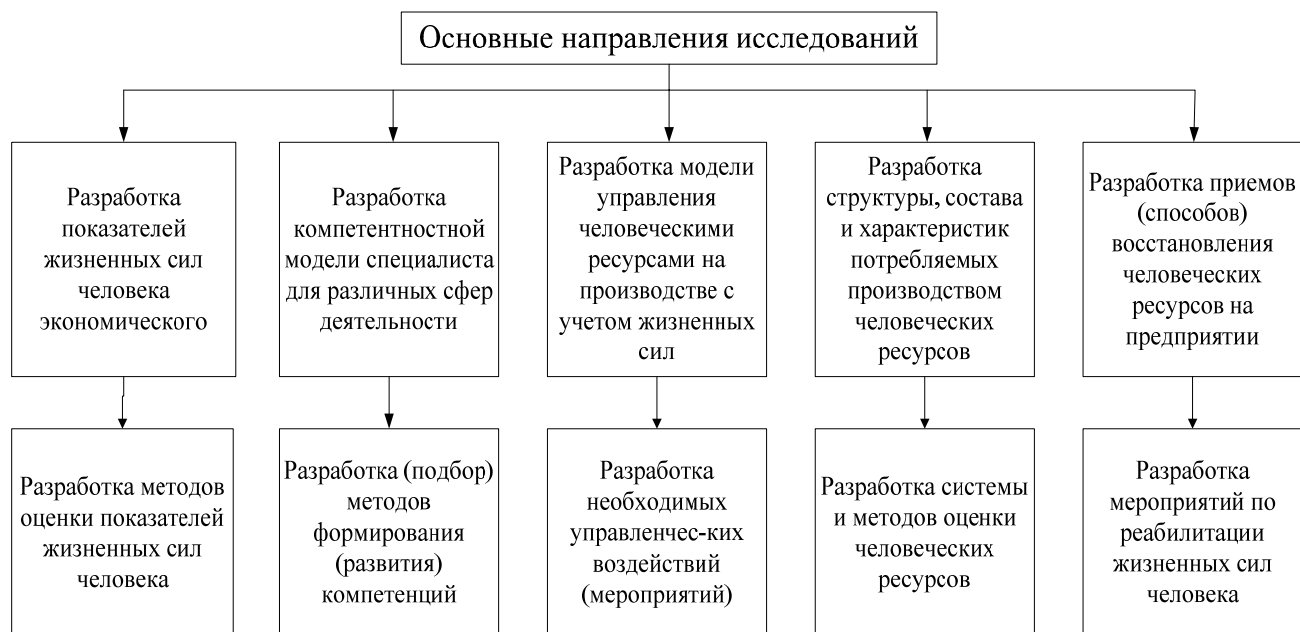 Основные направления исследований
Разработка
показателей
жизненных сил
человека
экономического
Разработка
компетентностной
модели специалиста
для различных сфер
деятельности
Разработка модели
управления
человеческими
ресурсами на
производстве с
учетом жизненных
сил
Разработка
структуры, состава
и характеристик
потребляемых
производством
человеческих
ресурсов
Разработка приемов
(способов)
восстановления
человеческих
ресурсов на
предприятии
Разработка методов
оценки показателей
жизненных сил
человека
Разработка (подбор)
методов
формирования
(развития)
компетенций
Разработка
необходимых
управленчес-ких
воздействий
(мероприятий)
Разработка системы
и методов оценки
человеческих
ресурсов
Разработка
мероприятий по
реабилитации
жизненных сил
человека